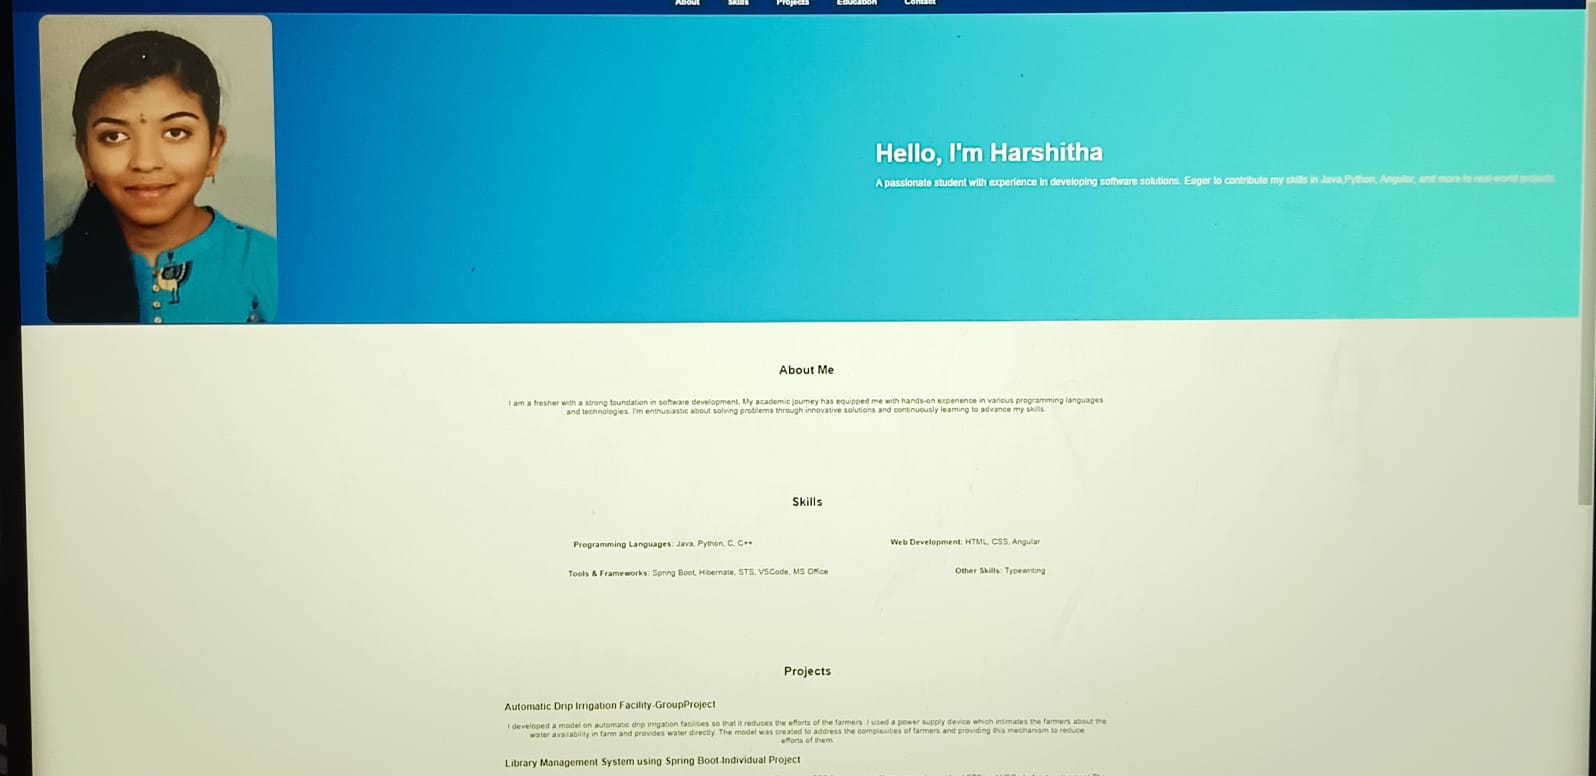 About Skills Projects Education Contact
Hello, I'm Harshitha
A passionate student with experience in developing software solutions. Eager to contribute my skills in Java,Python, Angular, and more to real-world projects.
About Me
I am a fresher with a strong foundation in software development. My academic journey has equipped me with hands-on experience in various programming languages
and technologies. I'm enthusiastic about solving problems through innovative solutions and continuously learning to advance my skills.
Skills
Programming Languages: Java, Python, C, C++
Web Development: HTML, CSS, Angular
Tools & Frameworks: Spring Boot, Hibernate, STS, VSCode, MS Office
Other Skills: Typewriting
Projects
Automatic Drip Irrigation Facility-GroupProject
I developed a model on automatic drip irrigation facilities so that it reduces the efforts of the farmers .I used a power supply device which intimates the farmers about the
water availability in farm and provides water directly. The model was created to address the complexities of farmers and providing this mechanism to reduce
efforts of them.
Library Management System using Spring Boot-Individual Project